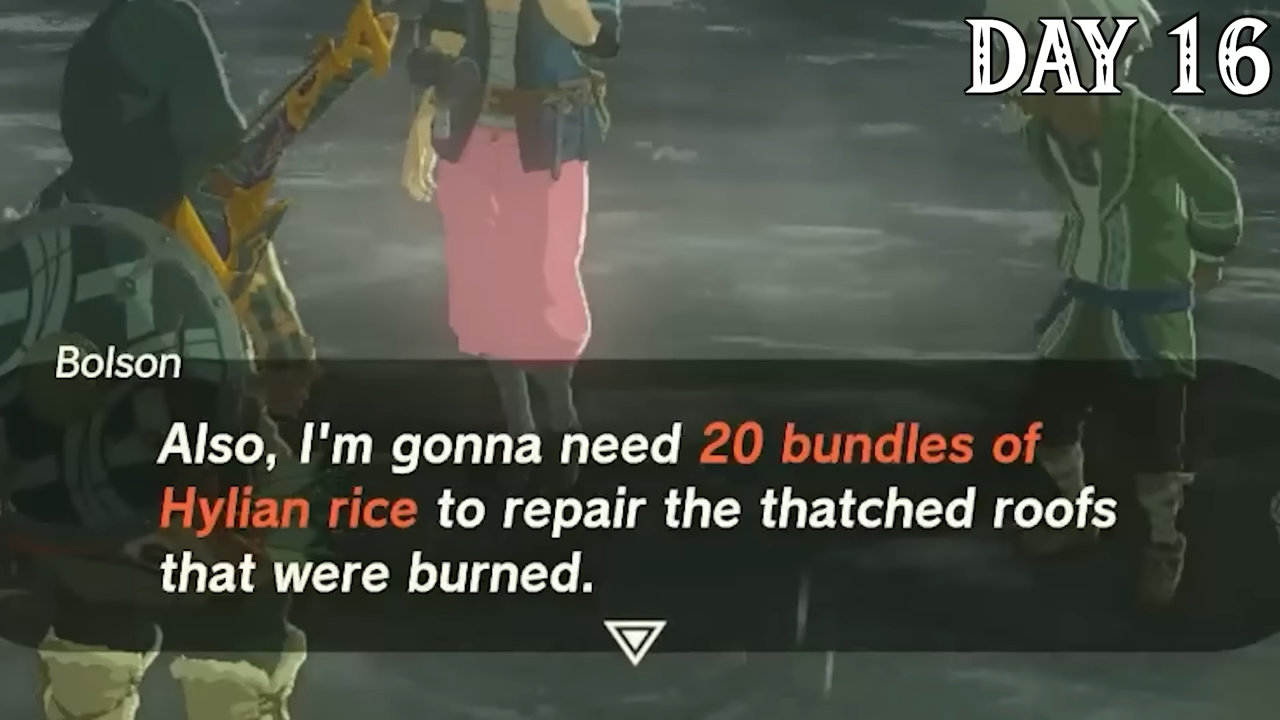 DAY 16
Bolson
Also, I'm gonna need 20 bundles of
Hylian rice to repair the thatched roofs
that were burned.